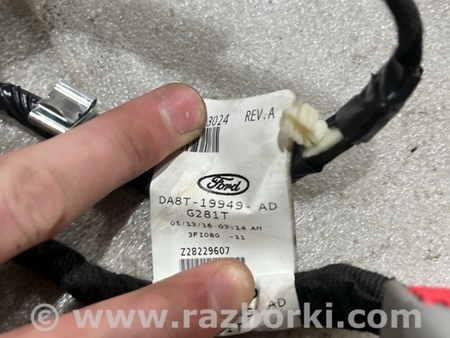 3024 REV.A
Ford
DA8T-19949- AD
G281T
05/13/16 07:14 AM
3FI080 -11
Z28229607
AD
www.razborki.com